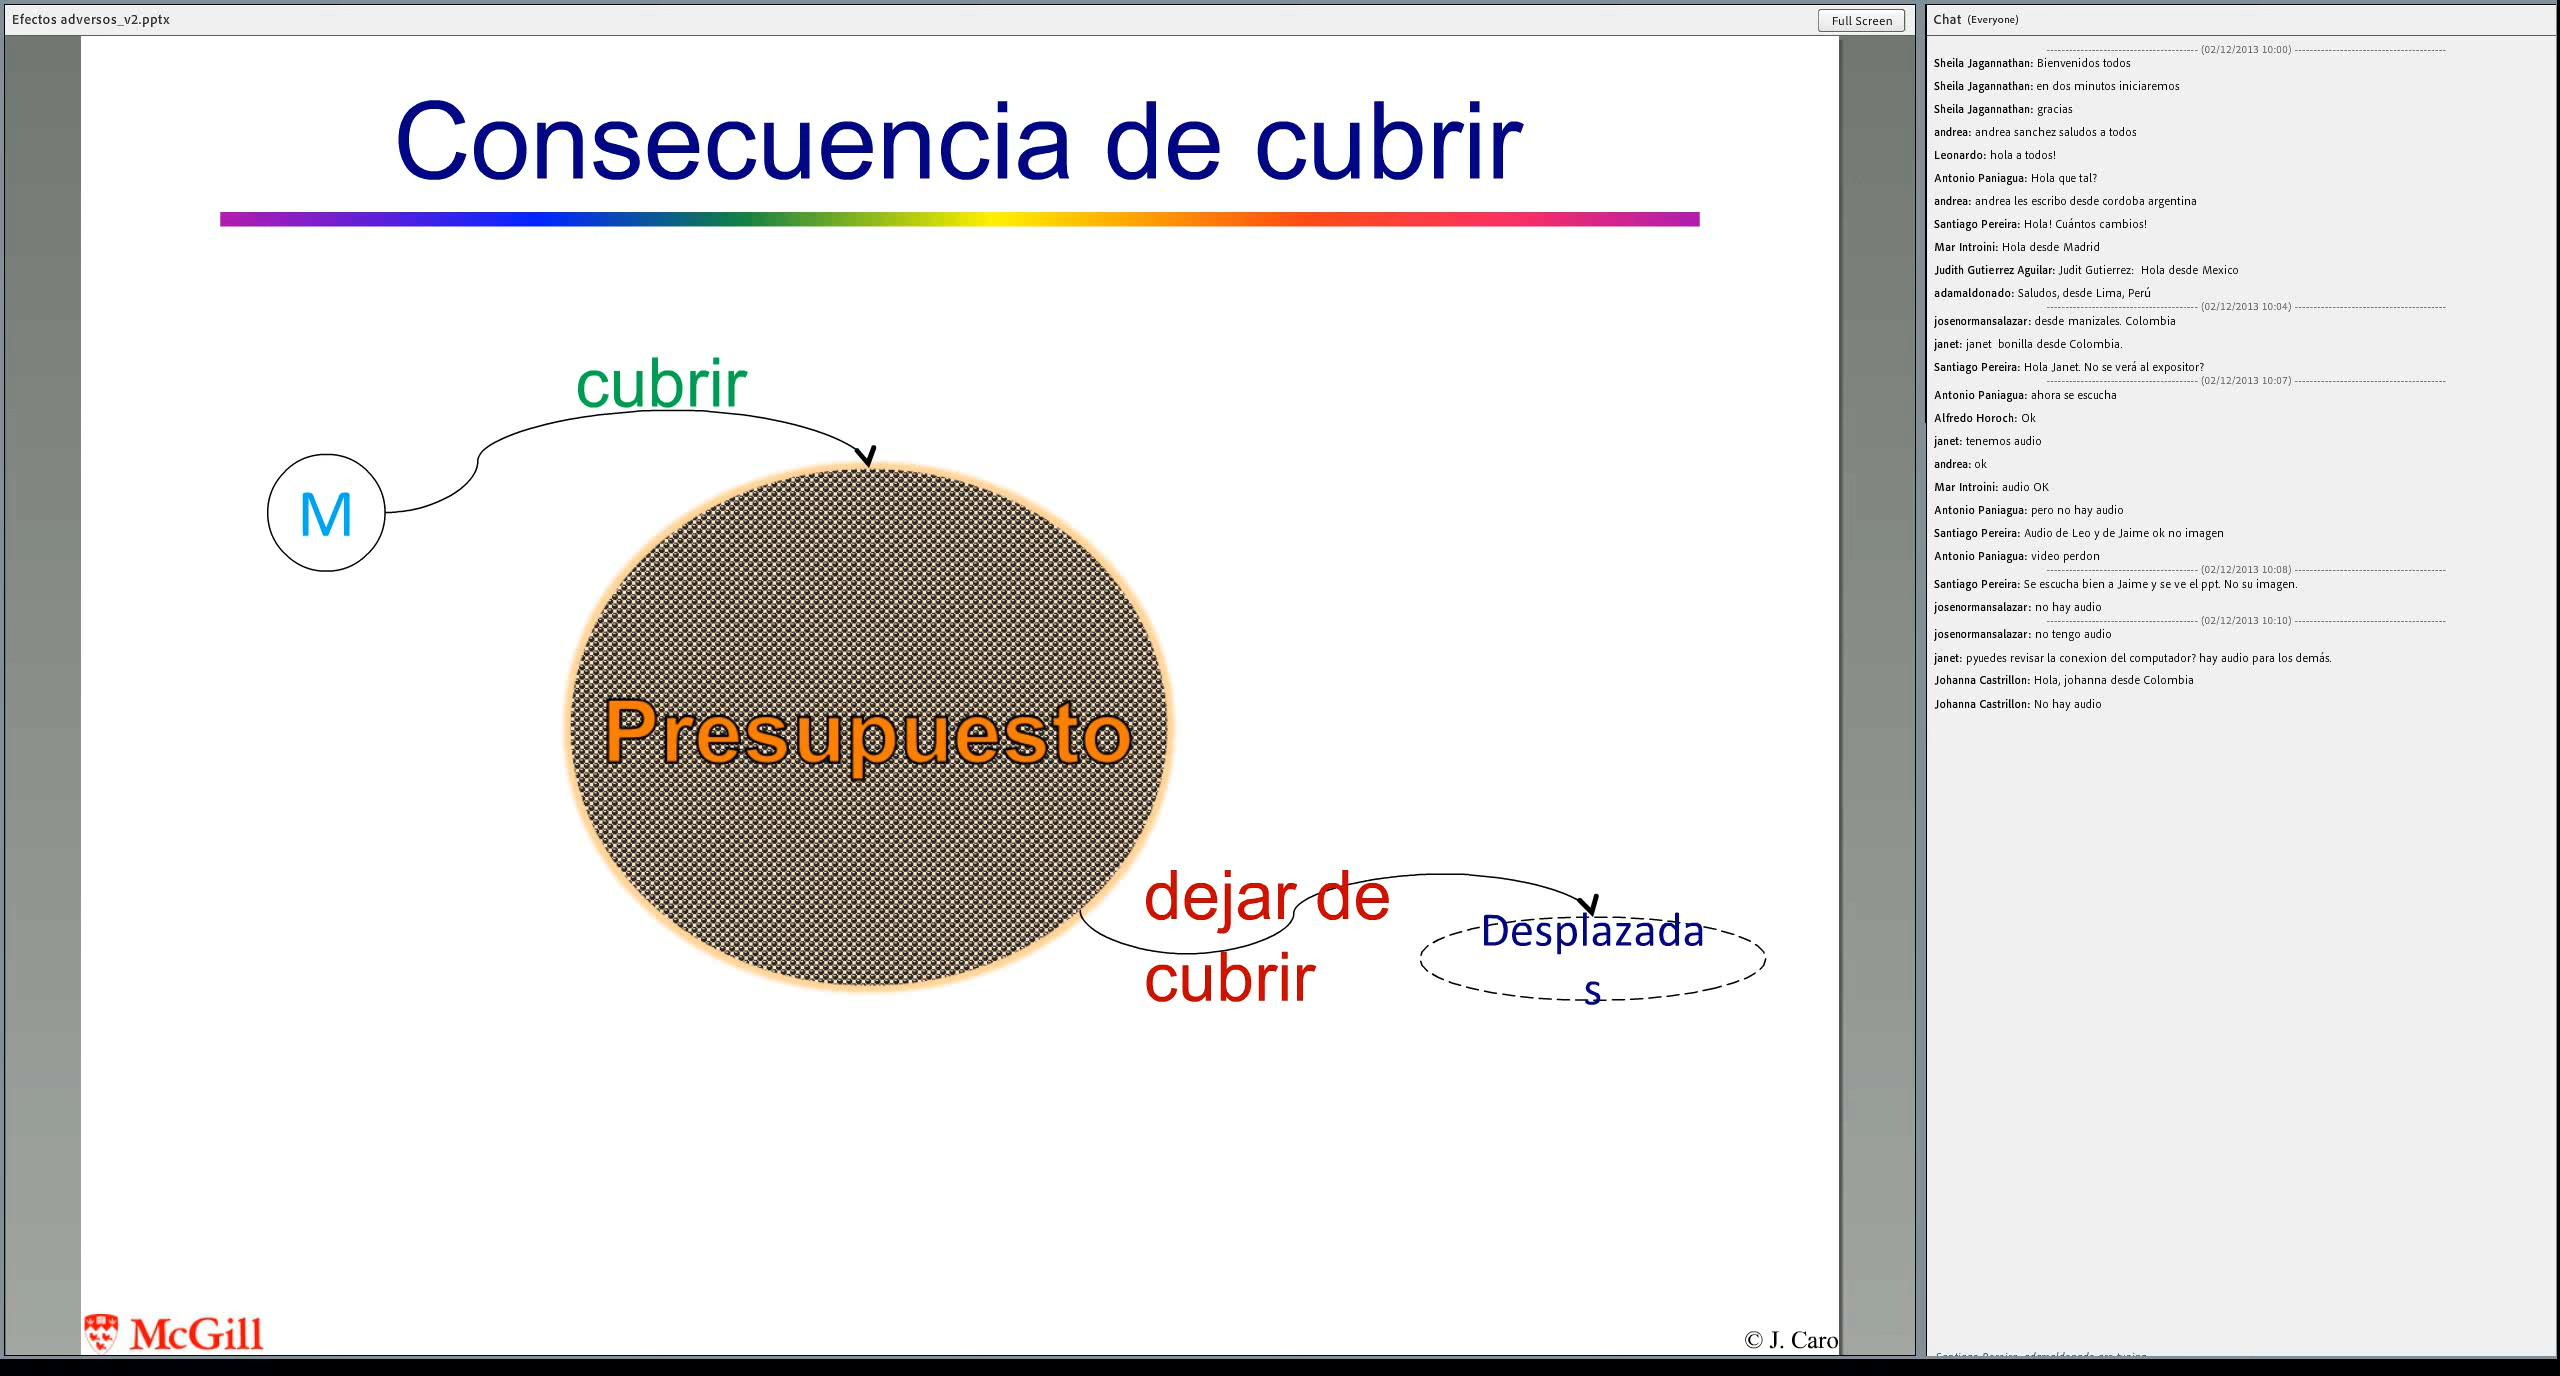 Efectos adversos_v2.pptx
Full Screen
Consecuencia de cubrir
cubrir
M
Presupuesto
dejar de
cubrir
Desplazada
s
McGill
© J. Caro
Chat (Everyone)
(02/12/2013 10:00)
Sheila Jagannathan: Bienvenidos todos
Sheila Jagannathan: en dos minutos iniciaremos
Sheila Jagannathan: gracias
andrea: andrea sanchez saludos a todos
Leonardo: hola a todos!
Antonio Paniagua: Hola que tal?
andrea: andrea les escribo desde cordoba argentina
Santiago Pereira: Hola! Cuántos cambios!
Mar Introini: Hola desde Madrid
Judith Gutierrez Aguilar: Judit Gutierrez: Hola desde Mexico
adamaldonado: Saludos, desde Lima, Perú
(02/12/2013 10:04)
josenormansalazar: desde manizales. Colombia
janet: janet bonilla desde Colombia.
Santiago Pereira: Hola Janet. No se verá al expositor?
(02/12/2013 10:07)
Antonio Paniagua: ahora se escucha
Alfredo Horoch: Ok
janet: tenemos audio
andrea: ok
Mar Introini: audio OK
Antonio Paniagua: pero no hay audio
Santiago Pereira: Audio de Leo y de Jaime ok no imagen
Antonio Paniagua: video perdon
(02/12/2013 10:08)
Santiago Pereira: Se escucha bien a Jaime y se ve el ppt. No su imagen.
josenormansalazar: no hay audio
(02/12/2013 10:10)
josenormansalazar: no tengo audio
janet: pyuedes revisar la conexion del computador? hay audio para los demás.
Johanna Castrillon: Hola, johanna desde Colombia
Johanna Castrillon: No hay audio